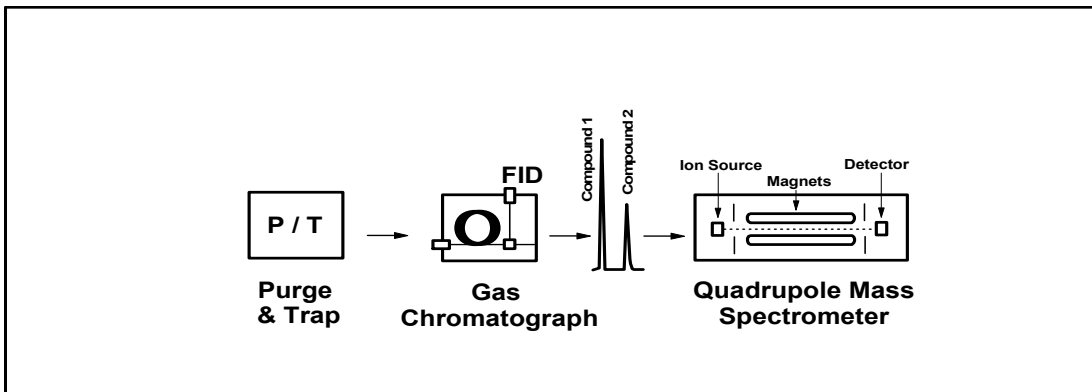 P / T
Purge
& Trap
FID
Gas
Chromatograph
Compound 1
Compound 2
Ion Source
Magnets
Detector
Quadrupole Mass
Spectrometer